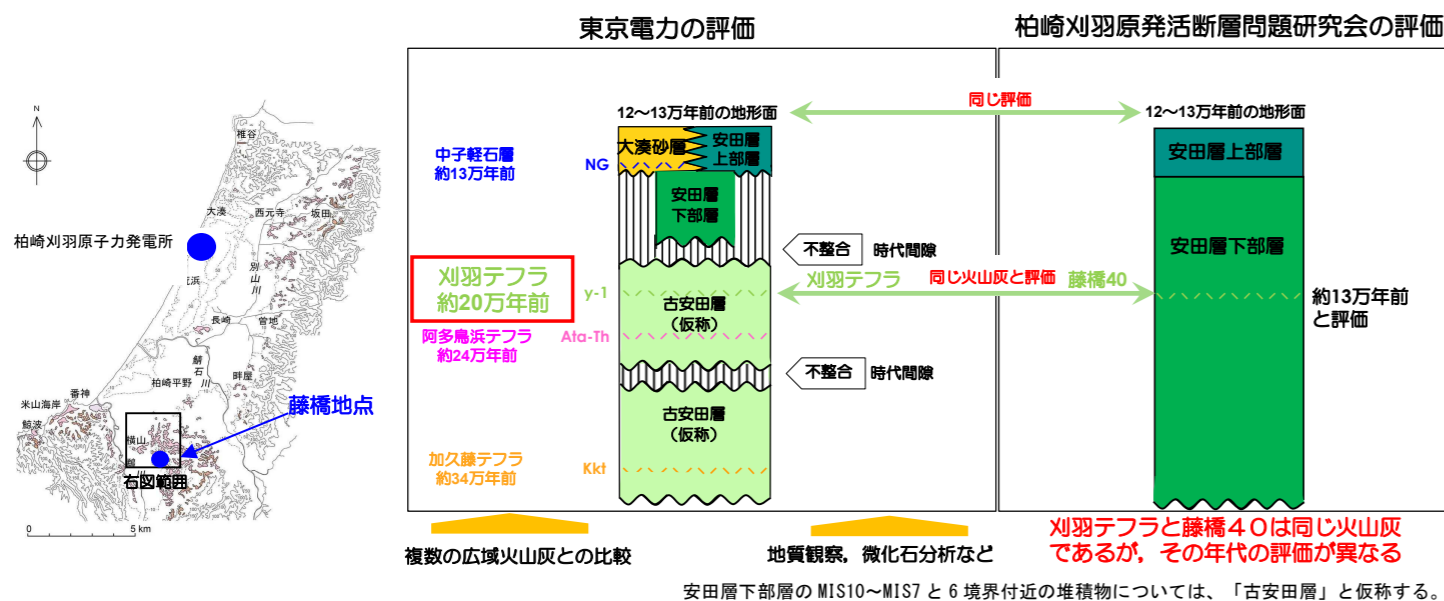 東京電力の評価
柏崎刈羽原発活断層問題研究会の評価
N
椎谷
大湊
西元寺
坂田
柏崎刈羽原子力発電所
別山川
浜
長崎
曽地
鯖石川
柏崎平野
畔屋
番神
米山海岸
鯨波
藤橋地点
横山
右図範囲
0
5 km
12~13万年前の地形面
同じ評価
12~13万年前の地形面
中子軽石層
約13万年前
NG
大湊砂層
安田層
上部層
安田層
下部層
安田層上部層
安田層下部層
不整合
時代間隙
刈羽テフラ
約20万年前
y-1
刈羽テフラ
同じ火山灰と評価
藤橋40
古安田層
(仮称)
約13万年前
と評価
阿多鳥浜テフラ
約24万年前
Ata-Th
不整合
時代間隙
古安田層
(仮称)
加久藤テフラ
約34万年前
Kkt
複数の広域火山灰との比較
地質観察,微化石分析など
刈羽テフラと藤橋40は同じ火山灰
であるが,その年代の評価が異なる
安田層下部層のMIS10~MIS7と6境界付近の堆積物については、「古安田層」と仮称する。